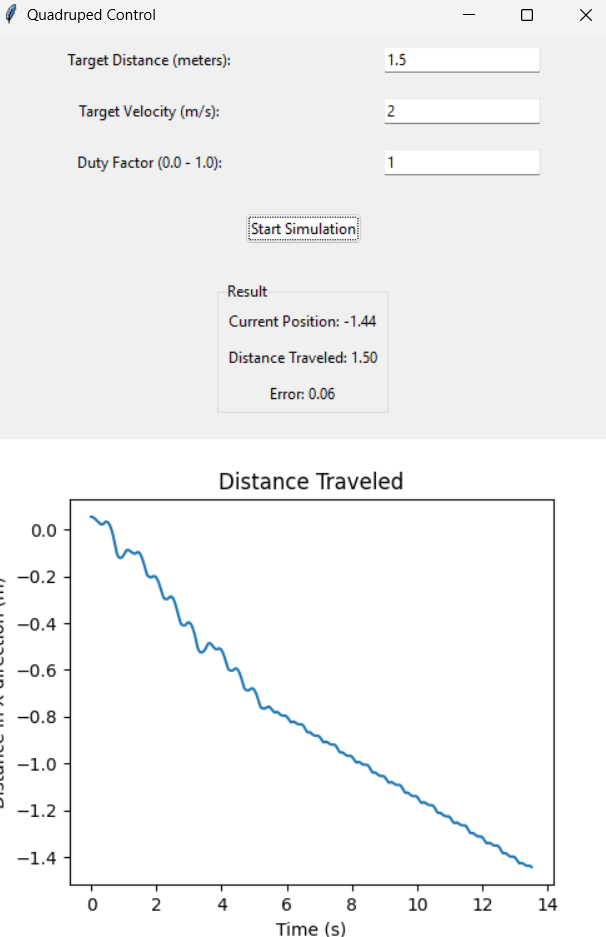 Quadruped Control
Target Distance (meters): 1.5
Target Velocity (m/s): 2
Duty Factor (0.0 - 1.0): 1
Start Simulation
Result
Current Position: -1.44
Distance Traveled: 1.50
Error: 0.06
Distance Traveled
Distance in X direction (m)
0.0
−0.2
−0.4
−0.6
−0.8
−1.0
−1.2
−1.4
0 2 4 6 8 10 12 14
Time (s)